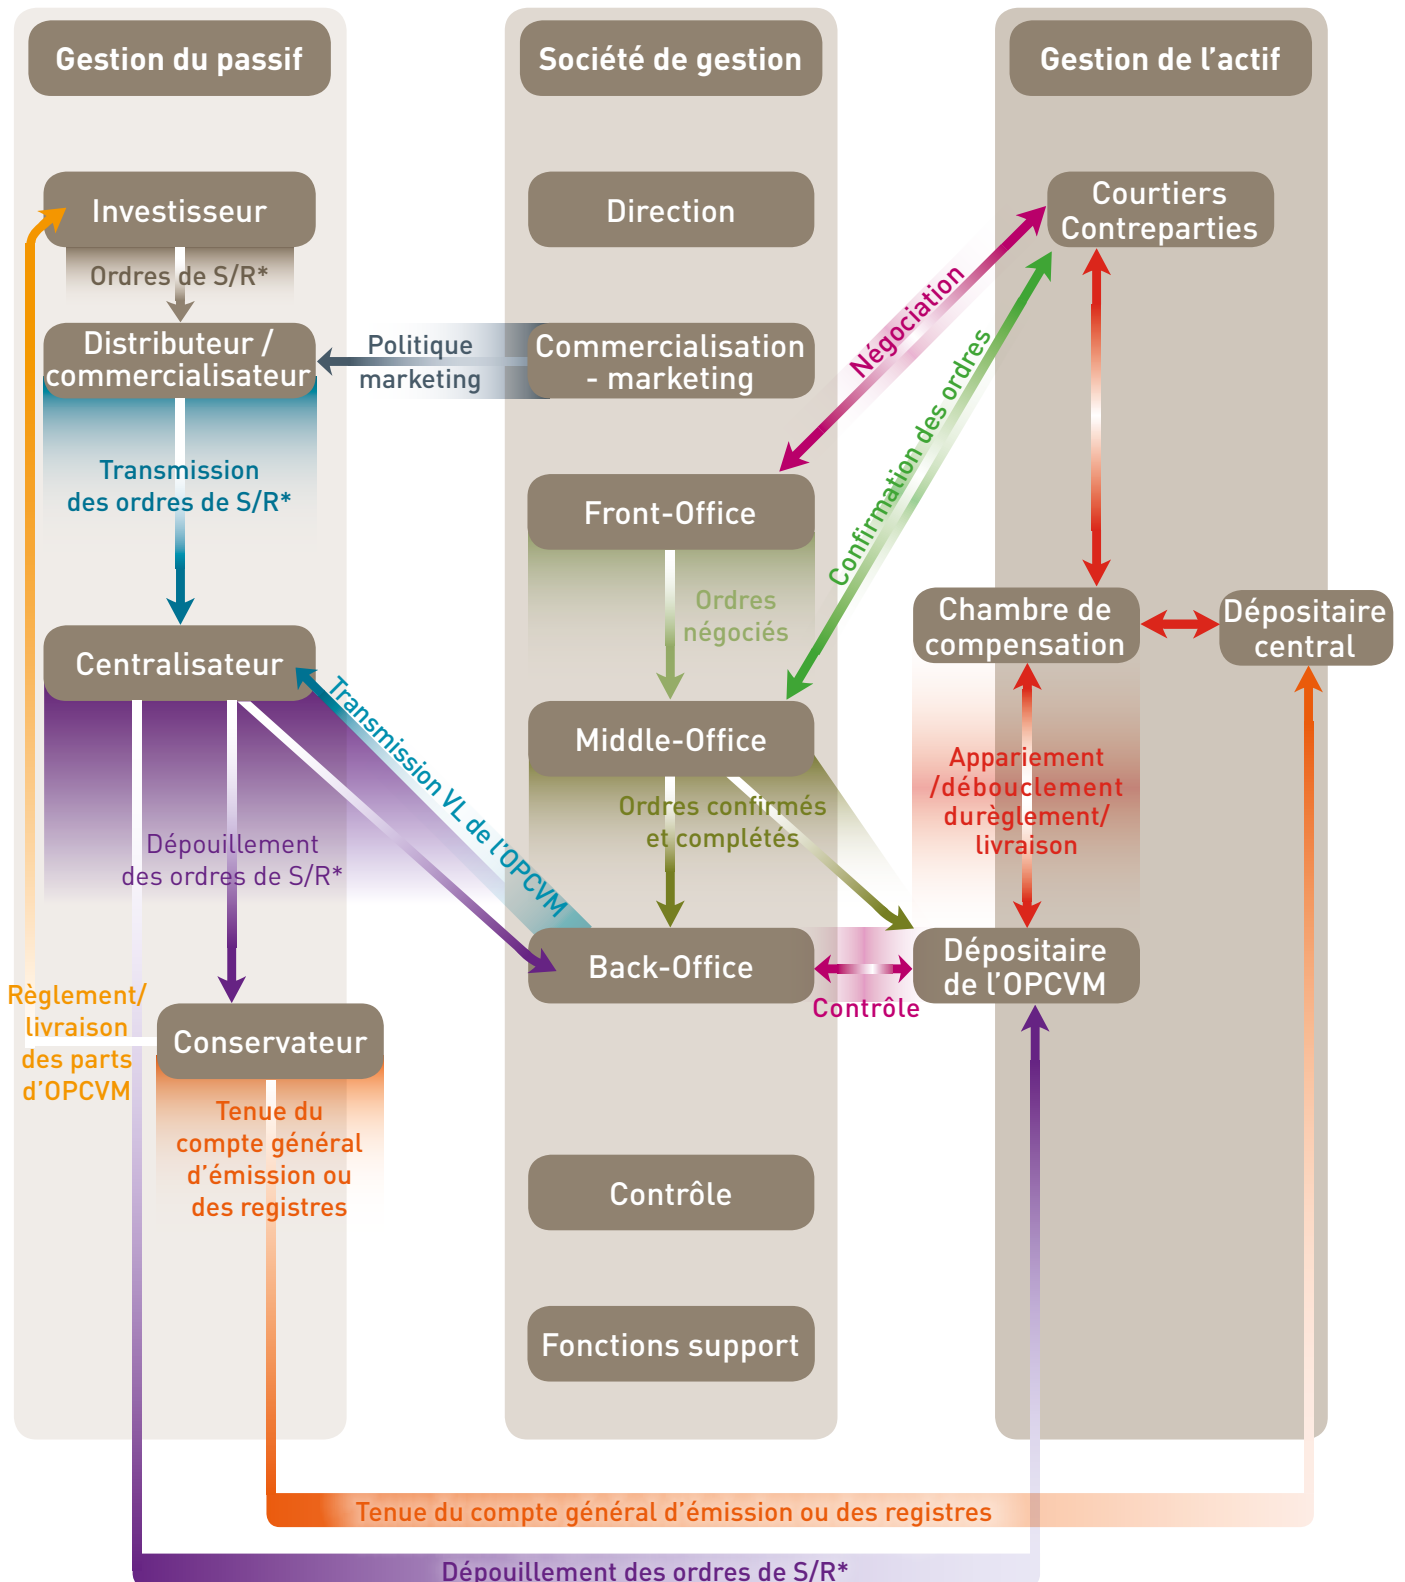 Gestion du passif
Société de gestion
Gestion de l’actif
Investisseur
Direction
Courtiers
Contreparties
Ordres de S/R*
Négociation
Distributeur /
commercialisateur
Politique
marketing
Commercialisation
- marketing
Confirmation des ordres
Transmission
des ordres de S/R*
Front-Office
Ordres
négociés
Chambre de
compensation
Dépositaire
central
Centralisateur
Transmission VL de l’OPCVM
Middle-Office
Appariement
/débouclement
durèglement/
livraison
Ordres confirmés
et complétés
Dépouillement
des ordres de S/R*
Back-Office
Dépositaire
de l’OPCVM
Contrôle
Règlement/
livraison
des parts
d’OPCVM
Conservateur
Tenue du
compte général
d’émission ou
des registres
Contrôle
Fonctions support
Tenue du compte général d’émission ou des registres
Dépouillement des ordres de S/R*